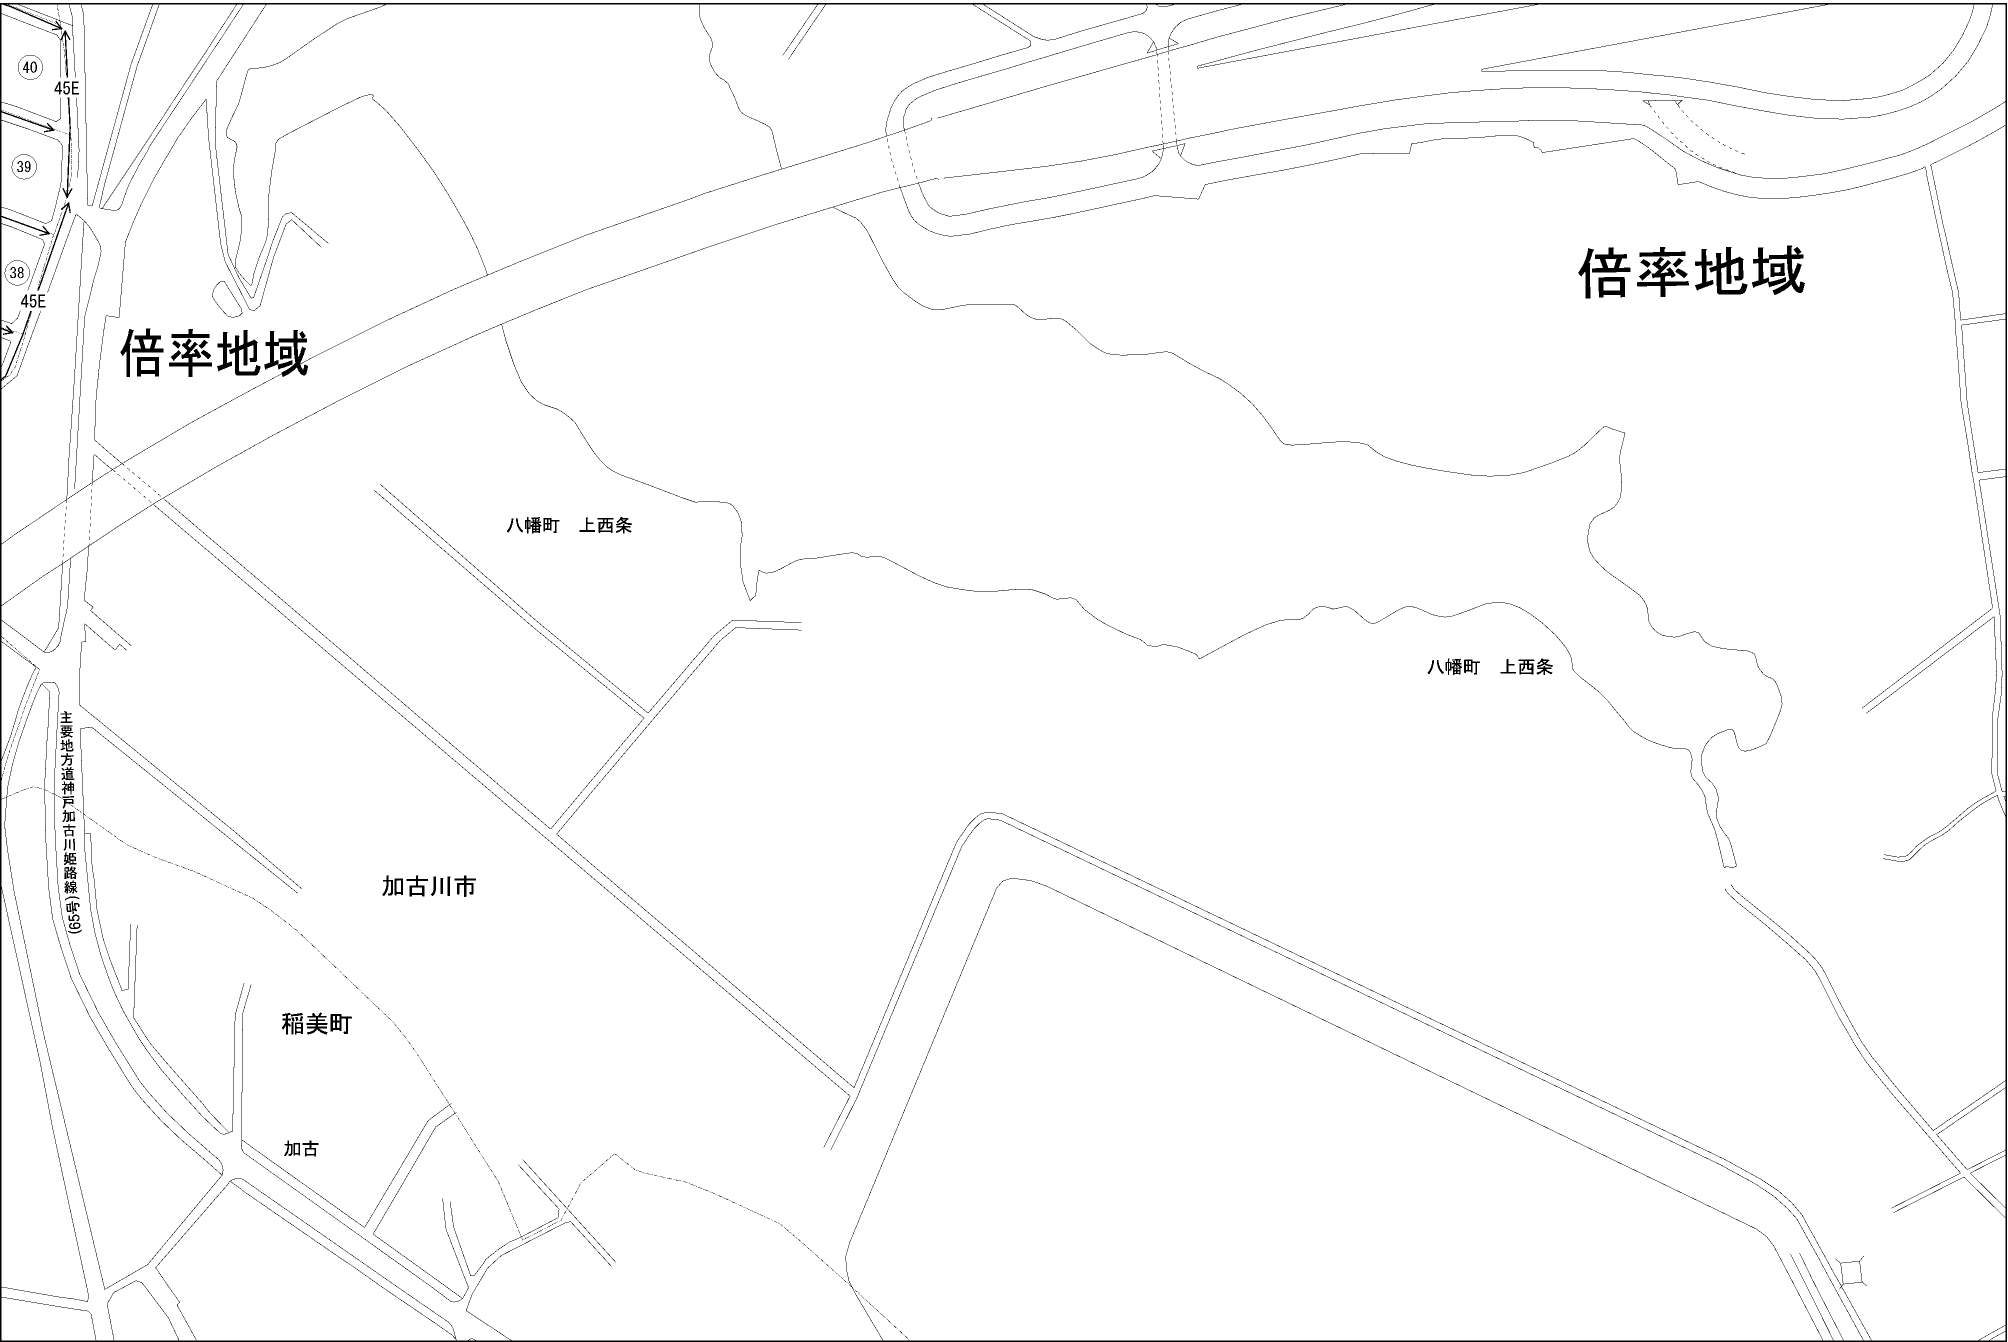 40
45E
39
38
45E
倍率地域
倍率地域
八幡町　上西条
八幡町　上西条
主要地方道神戸加古川姫路線(65号)
加古川市
稲美町
加古